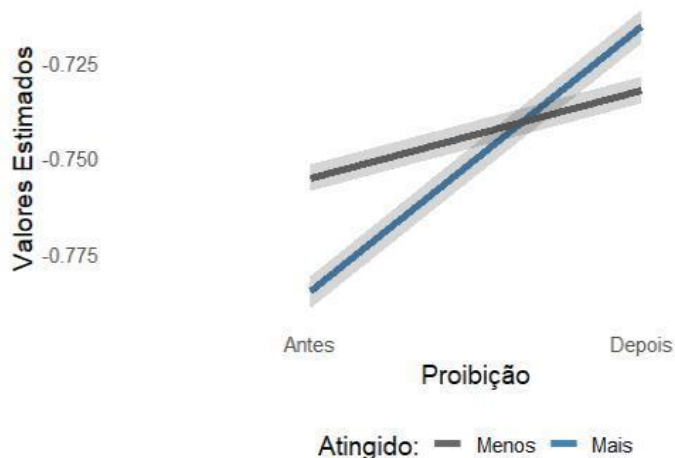 Valores Estimados
-0.725
-0.750
-0.775
Antes Depois
Proibição
Atingido: Menos Mais